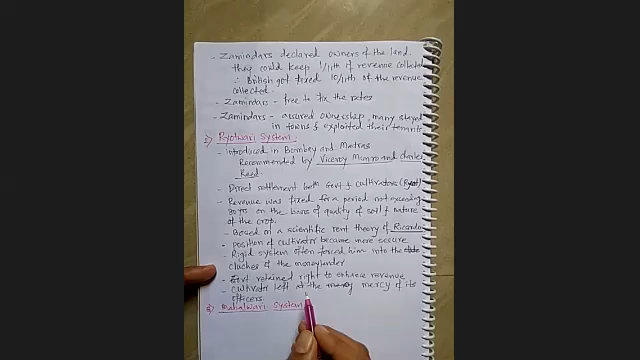 - Zamindars declared owners of the land.
they could keep 1/11th of revenue collected
∴ British got fixed 10/11th of the revenue
collected.
- Zamindars - free to fix the rates
- Zamindars - assured ownership, many stayed
in towns & exploited their tenants.
2) Ryotwari System.
- introduced in Bombay and Madras
Recommended by Viceroy Munro and Charles
Reed.
- Direct settlement betn Govt & cultivators (Ryot)
- Revenue was fixed for a period not exceeding
30 yrs on the basis of quality of soil & nature
of the crop.
- Based on a scientific rent theory of Ricardo
- position of cultivator became more secure
- Rigid system often forced him into the
cluches of the moneylender
- Govt retained right to enhance revenue
- cultivator left at the mercy of its
officers.
3) Mahalwari System